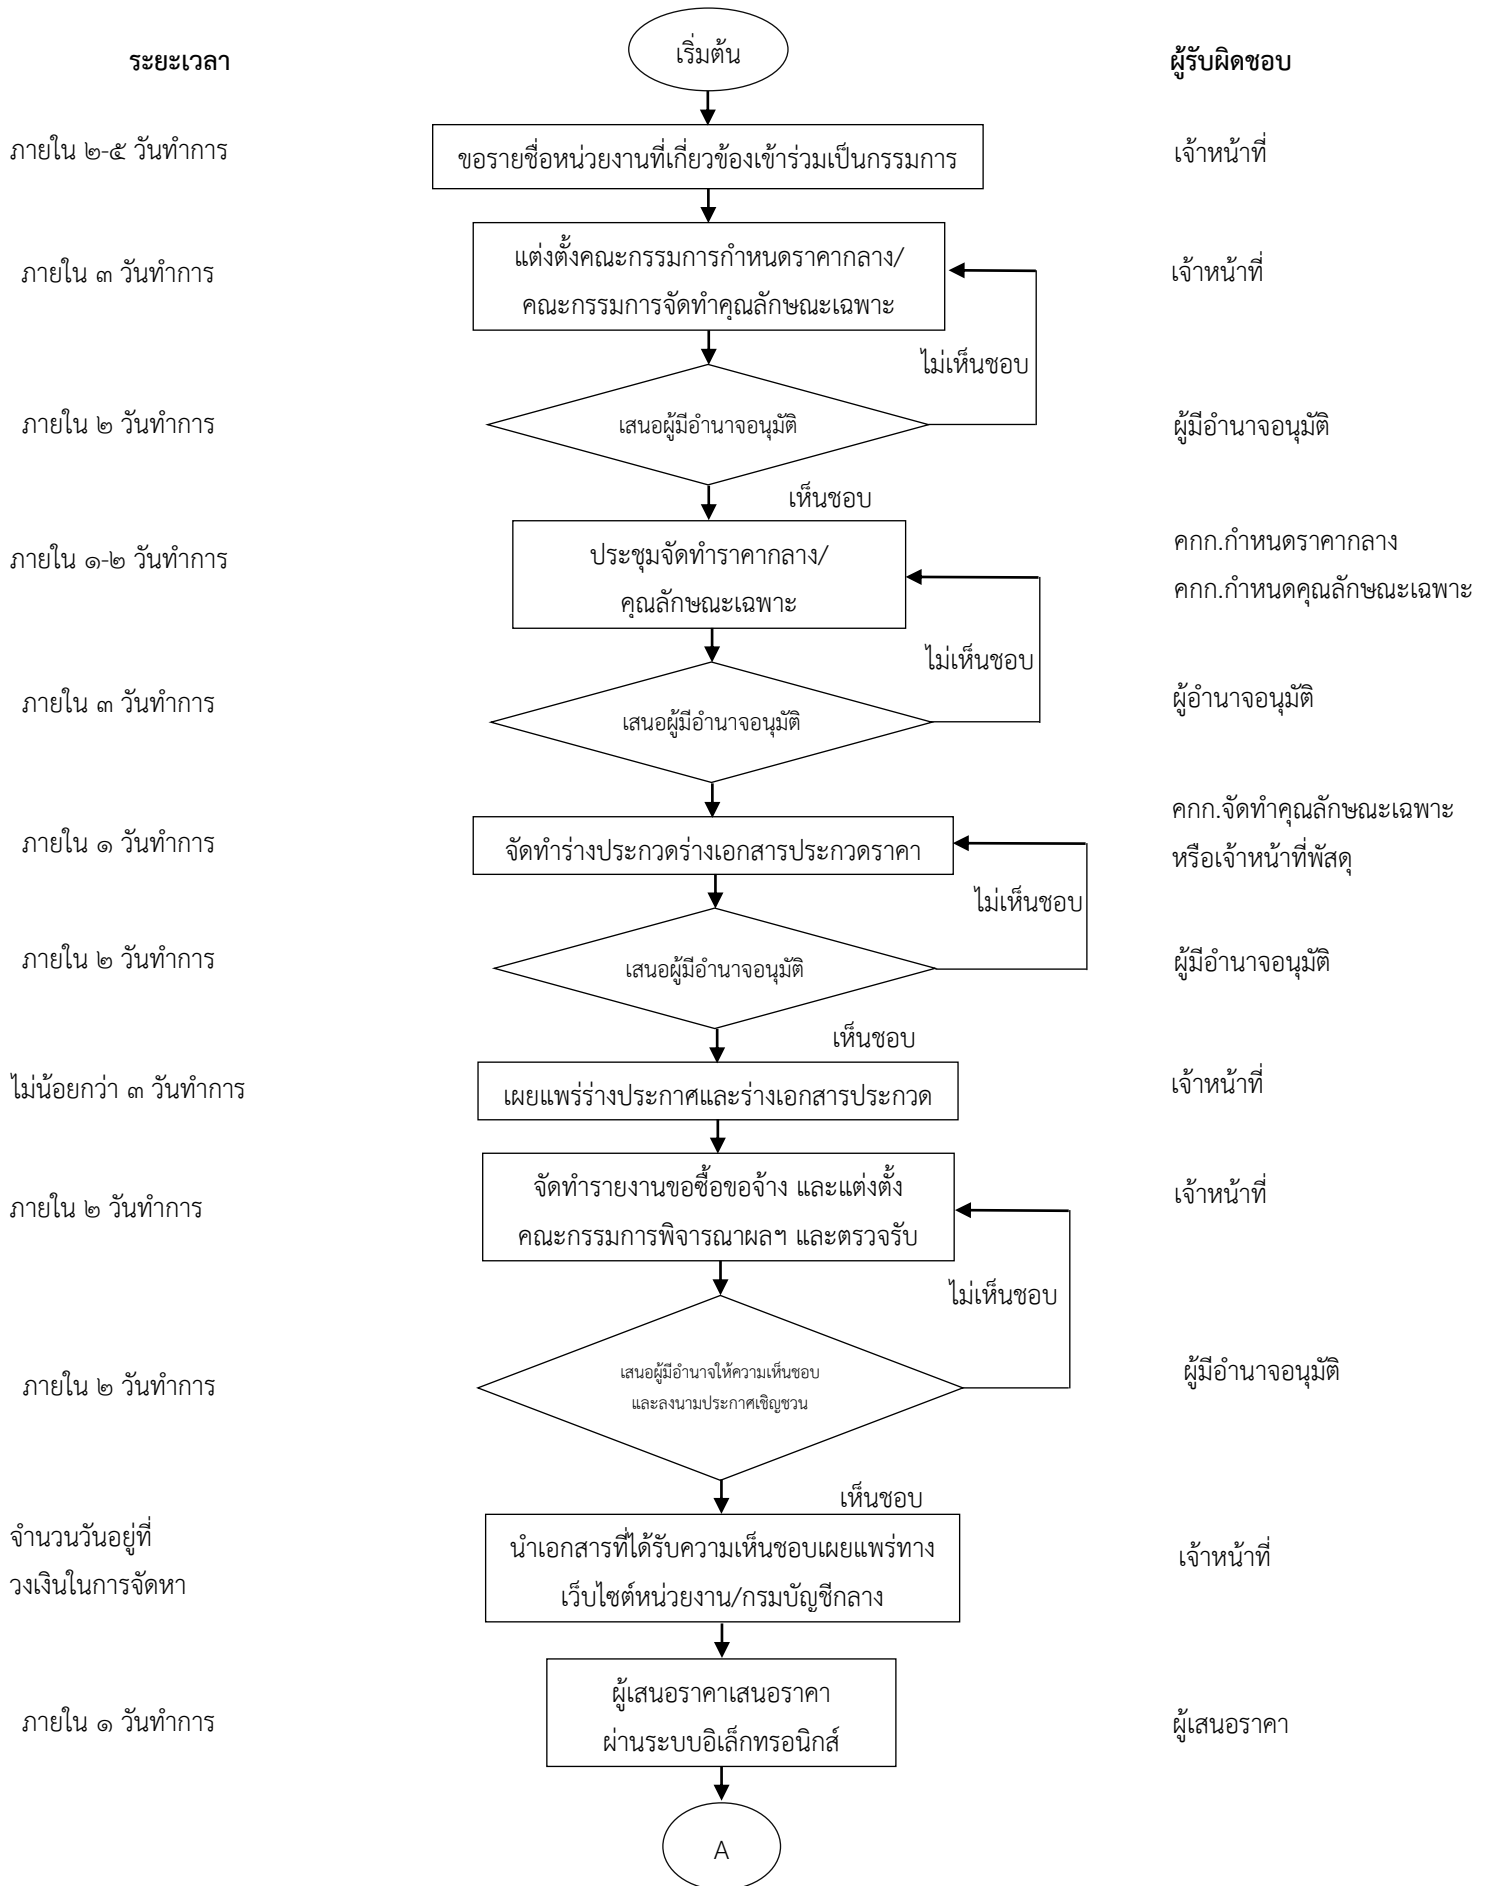 เริ่มต้น
ระยะเวลา
ผู้รับผิดชอบ
ภายใน ๒-๕ วันทำการ
ขอรายชื่อหน่วยงานที่เกี่ยวข้องเข้าร่วมเป็นกรรมการ
เจ้าหน้าที่
ภายใน ๓ วันทำการ
แต่งตั้งคณะกรรมการกำหนดราคากลาง/
คณะกรรมการจัดทำคุณลักษณะเฉพาะ
เจ้าหน้าที่
ไม่เห็นชอบ
ภายใน ๒ วันทำการ
เสนอผู้มีอำนาจอนุมัติ
ผู้มีอำนาจอนุมัติ
เห็นชอบ
ภายใน ๑-๒ วันทำการ
ประชุมจัดทำราคากลาง/
คุณลักษณะเฉพาะ
คกก.กำหนดราคากลาง
คกก.กำหนดคุณลักษณะเฉพาะ
ไม่เห็นชอบ
ภายใน ๓ วันทำการ
เสนอผู้มีอำนาจอนุมัติ
ผู้อำนาจอนุมัติ
ภายใน ๑ วันทำการ
จัดทำร่างประกวดร่างเอกสารประกวดราคา
คกก.จัดทำคุณลักษณะเฉพาะ
หรือเจ้าหน้าที่พัสดุ
ไม่เห็นชอบ
ภายใน ๒ วันทำการ
เสนอผู้มีอำนาจอนุมัติ
ผู้มีอำนาจอนุมัติ
เห็นชอบ
ไม่น้อยกว่า ๓ วันทำการ
เผยแพร่ร่างประกาศและร่างเอกสารประกวด
เจ้าหน้าที่
ภายใน ๒ วันทำการ
จัดทำรายงานขอซื้อขอจ้าง และแต่งตั้ง
คณะกรรมการพิจารณาผลฯ และตรวจรับ
เจ้าหน้าที่
ไม่เห็นชอบ
ภายใน ๒ วันทำการ
เสนอผู้มีอำนาจให้ความเห็นชอบ
และลงนามประกาศเชิญชวน
ผู้มีอำนาจอนุมัติ
เห็นชอบ
จำนวนวันอยู่ที่
วงเงินในการจัดหา
นำเอกสารที่ได้รับความเห็นชอบเผยแพร่ทาง
เว็บไซต์หน่วยงาน/กรมบัญชีกลาง
เจ้าหน้าที่
ภายใน ๑ วันทำการ
ผู้เสนอราคาเสนอราคา
ผ่านระบบอิเล็กทรอนิกส์
ผู้เสนอราคา
A